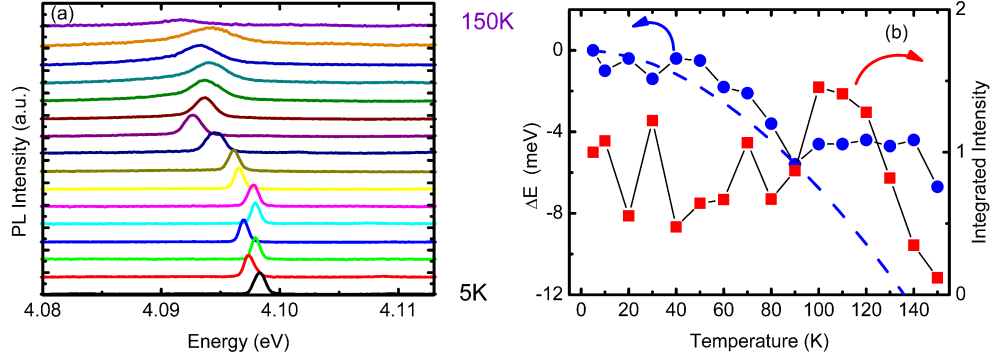 (a)
150K
5K
PL Intensity (a.u.)
4.08 4.09 4.10 4.11
Energy (eV)
(b)
0
-4
-8
-12
ΔE (meV)
2
1
0
Integrated Intensity
0 20 40 60 80 100 120 140
Temperature (K)